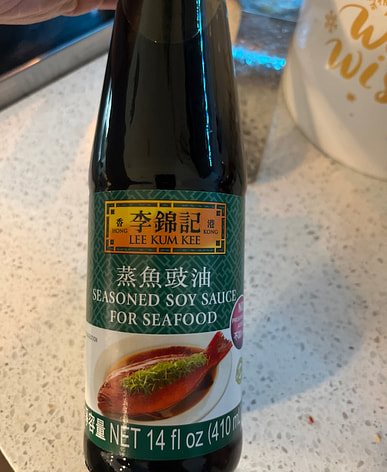 香 李錦記 港
HONG LEE KUM KEE KONG
蒸魚豉油
SEASONED SOY SAUCE
FOR SEAFOOD
容量 NET 14 fl oz (410 m